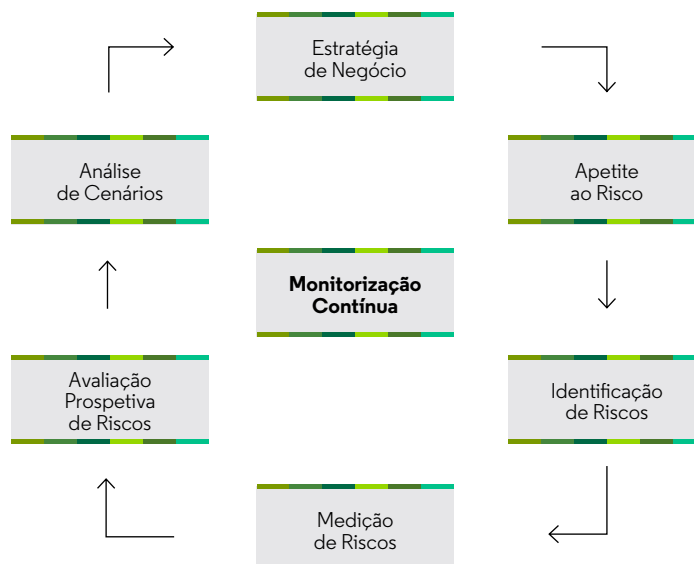 Estratégia
de Negócio
Análise
de Cenários
Apetite
ao Risco
Monitorização
Contínua
Avaliação
Prospetiva
de Riscos
Identificação
de Riscos
Medição
de Riscos